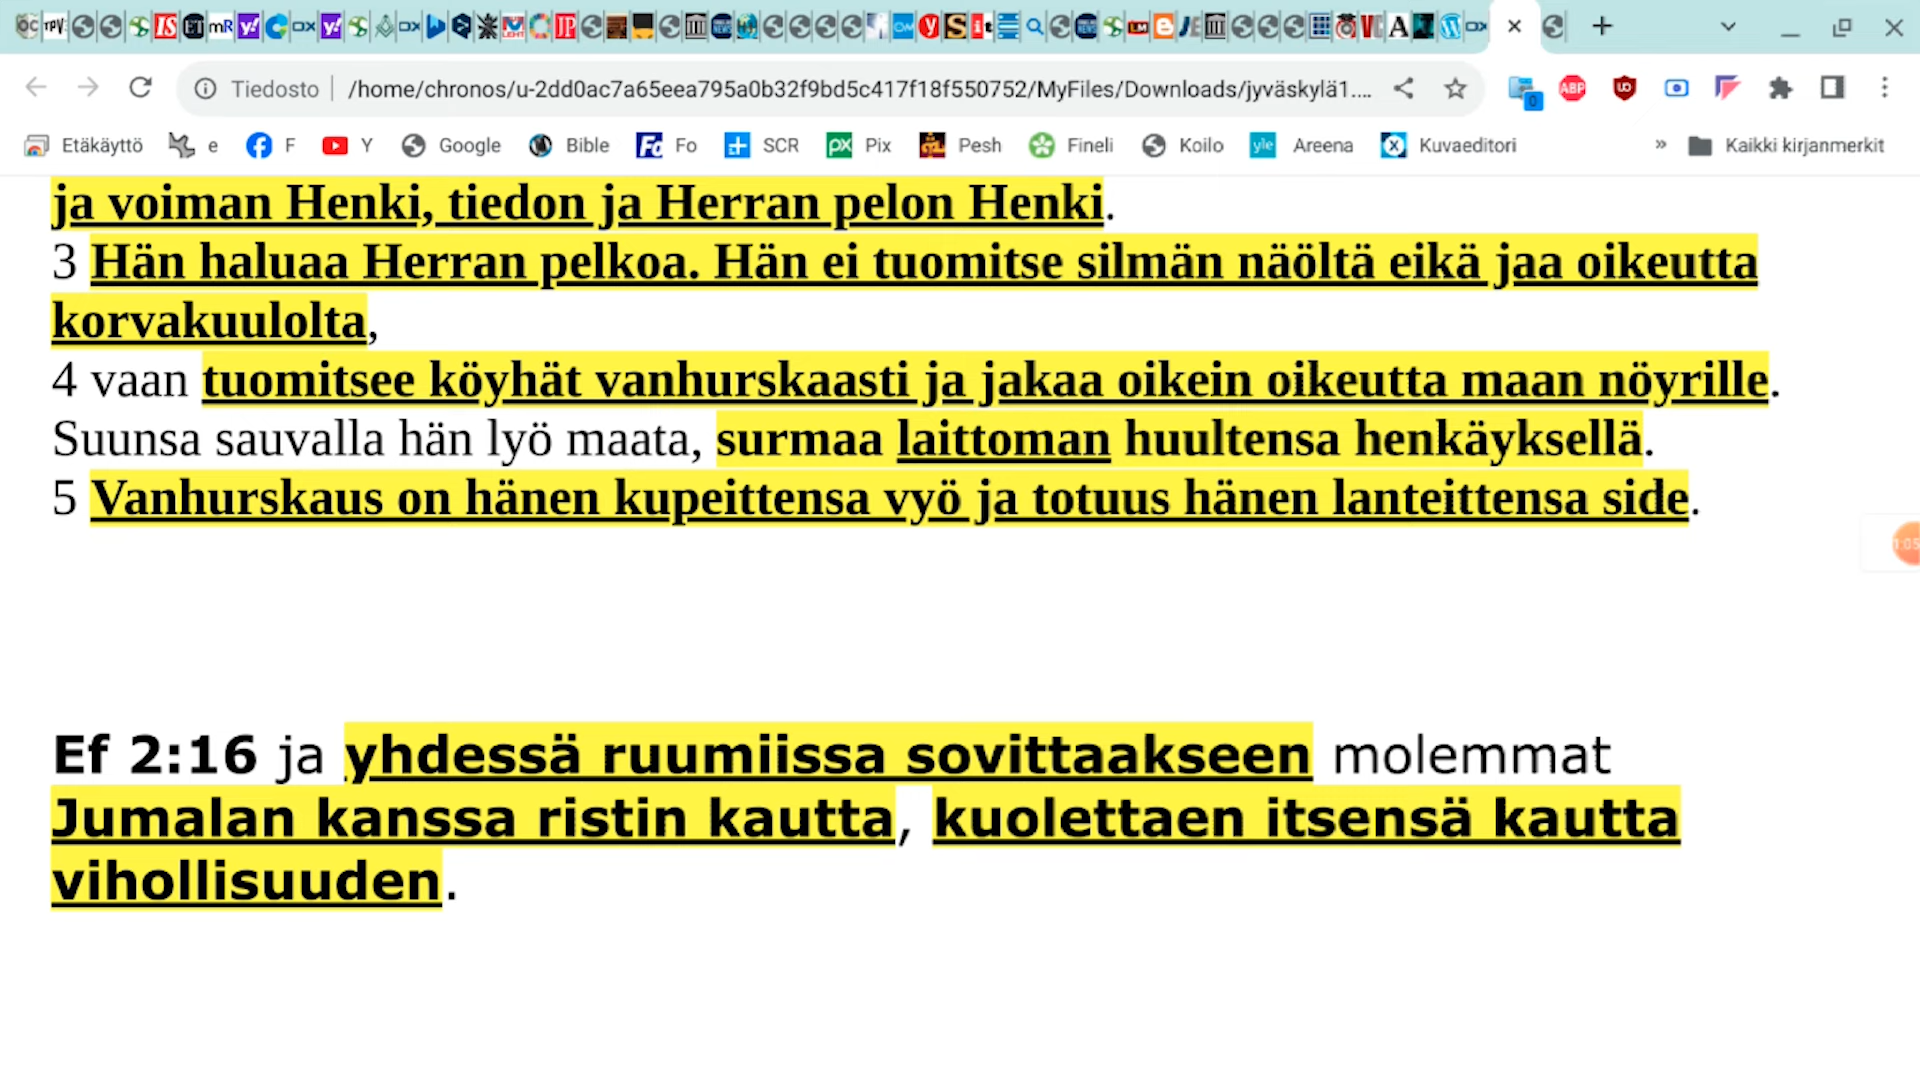 Tiedosto /home/chronos/u-2dd0ac7a65eea795a0b32f9bd5c417f18f550752/MyFiles/Downloads/jyväskylä1....
Etäkäyttö e F Y Google Bible Fo SCR Pix Pesh Fineli Koilo Areena Kuvaeditori » Kaikki kirjanmerkit
ja voiman Henki, tiedon ja Herran pelon Henki.
3 Hän haluaa Herran pelkoa. Hän ei tuomitse silmän näöltä eikä jaa oikeutta
korvakuulolta,
4 vaan tuomitsee köyhät vanhurskaasti ja jakaa oikein oikeutta maan nöyrille.
Suunsa sauvalla hän lyö maata, surmaa laittoman huultensa henkäyksellä.
5 Vanhurskaus on hänen kupeittensa vyö ja totuus hänen lanteittensa side.
1:05
Ef 2:16 ja yhdessä ruumiissa sovittaakseen molemmat
Jumalan kanssa ristin kautta, kuolettaen itsensä kautta
vihollisuuden.